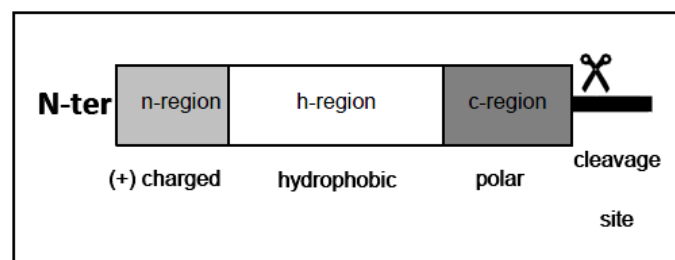 N-ter n-region h-region c-region
(+) charged hydrophobic polar cleavage
site